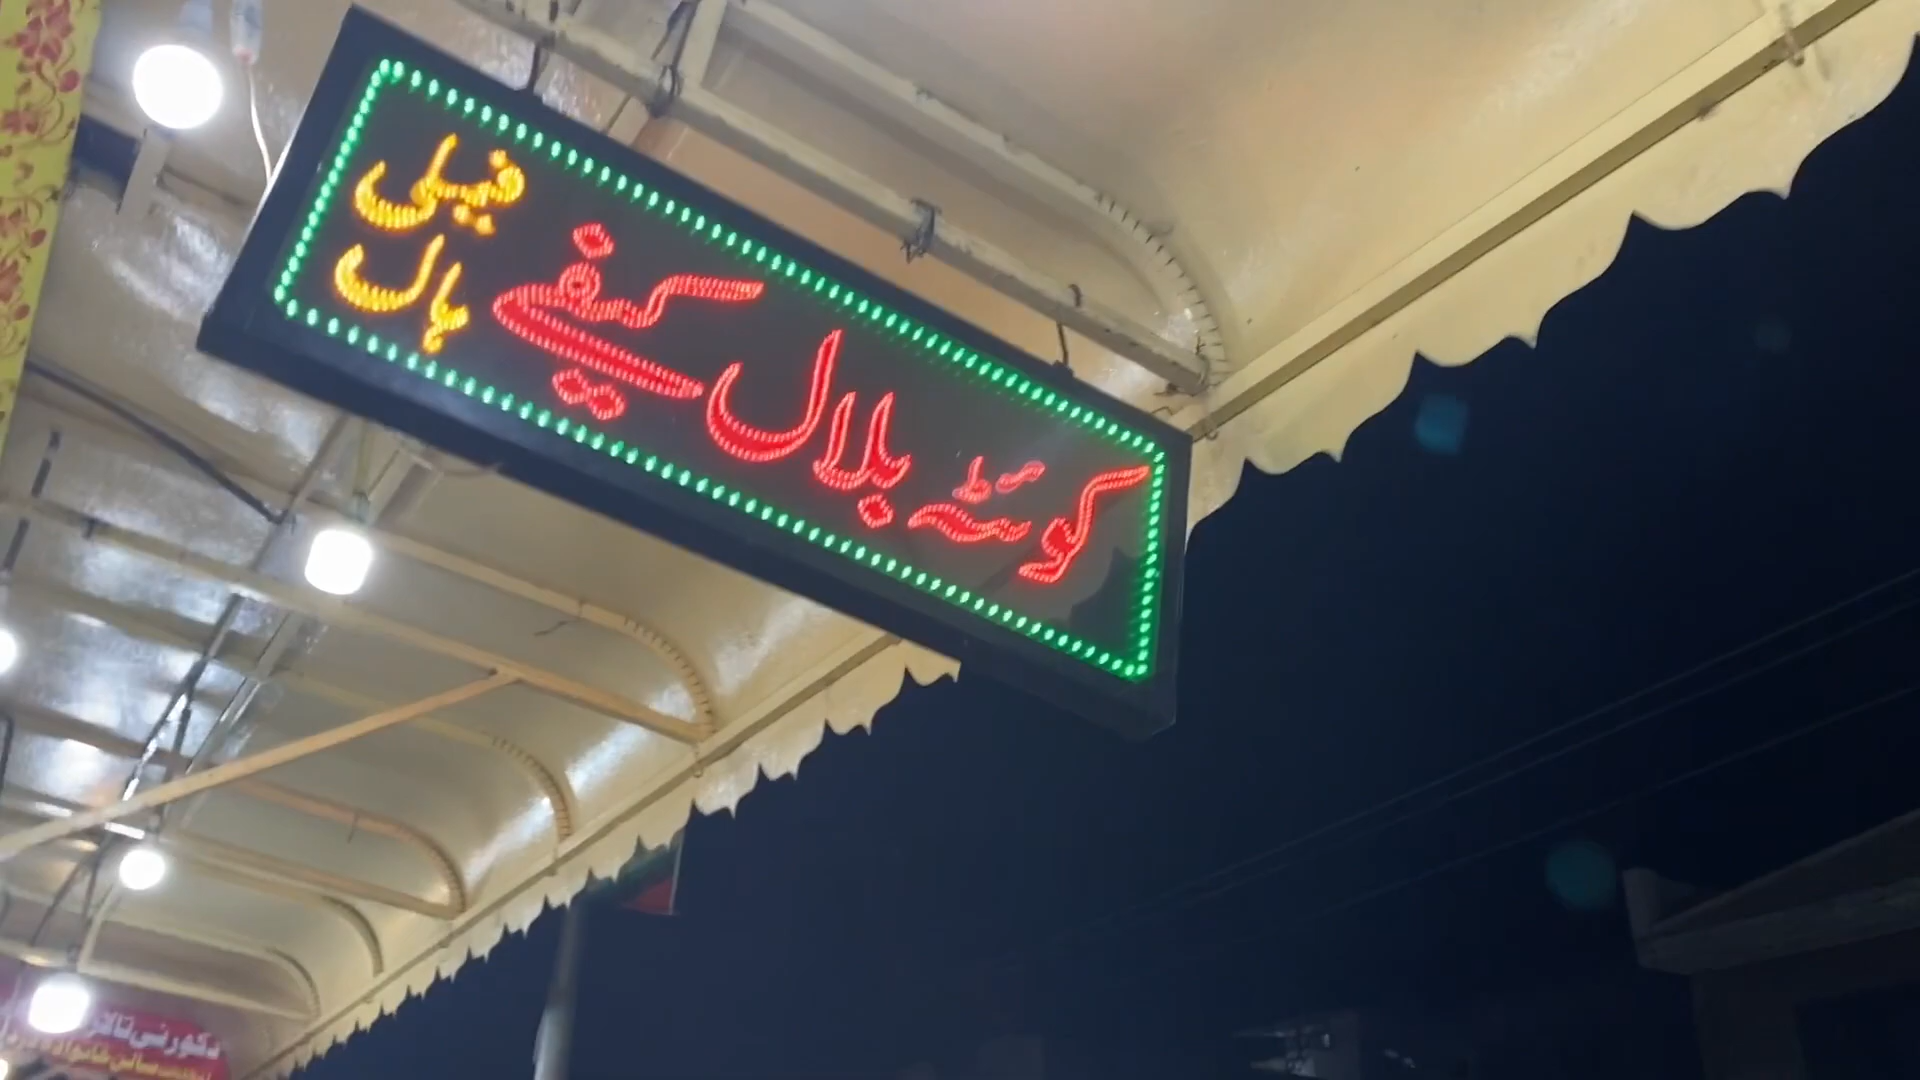 کوئٹہ بلال کیفے
فیملی
ہال